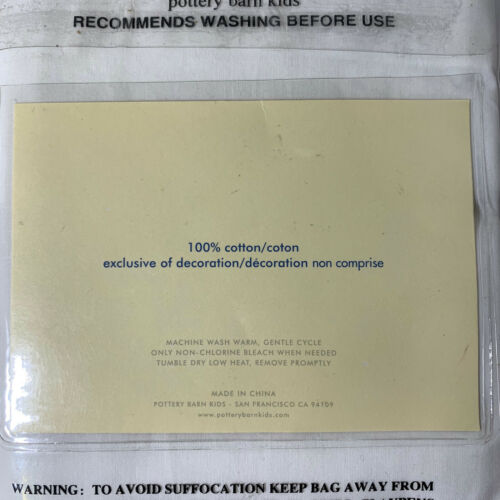 pottery barn kids
RECOMMENDS WASHING BEFORE USE
100% cotton/coton
exclusive of decoration/décoration non comprise
MACHINE WASH WARM, GENTLE CYCLE
ONLY NON-CHLORINE BLEACH WHEN NEEDED
TUMBLE DRY LOW HEAT, REMOVE PROMPTLY
MADE IN CHINA
POTTERY BARN KIDS - SAN FRANCISCO CA 94109
www.potterybarnkids.com
WARNING: TO AVOID SUFFOCATION KEEP BAG AWAY FROM